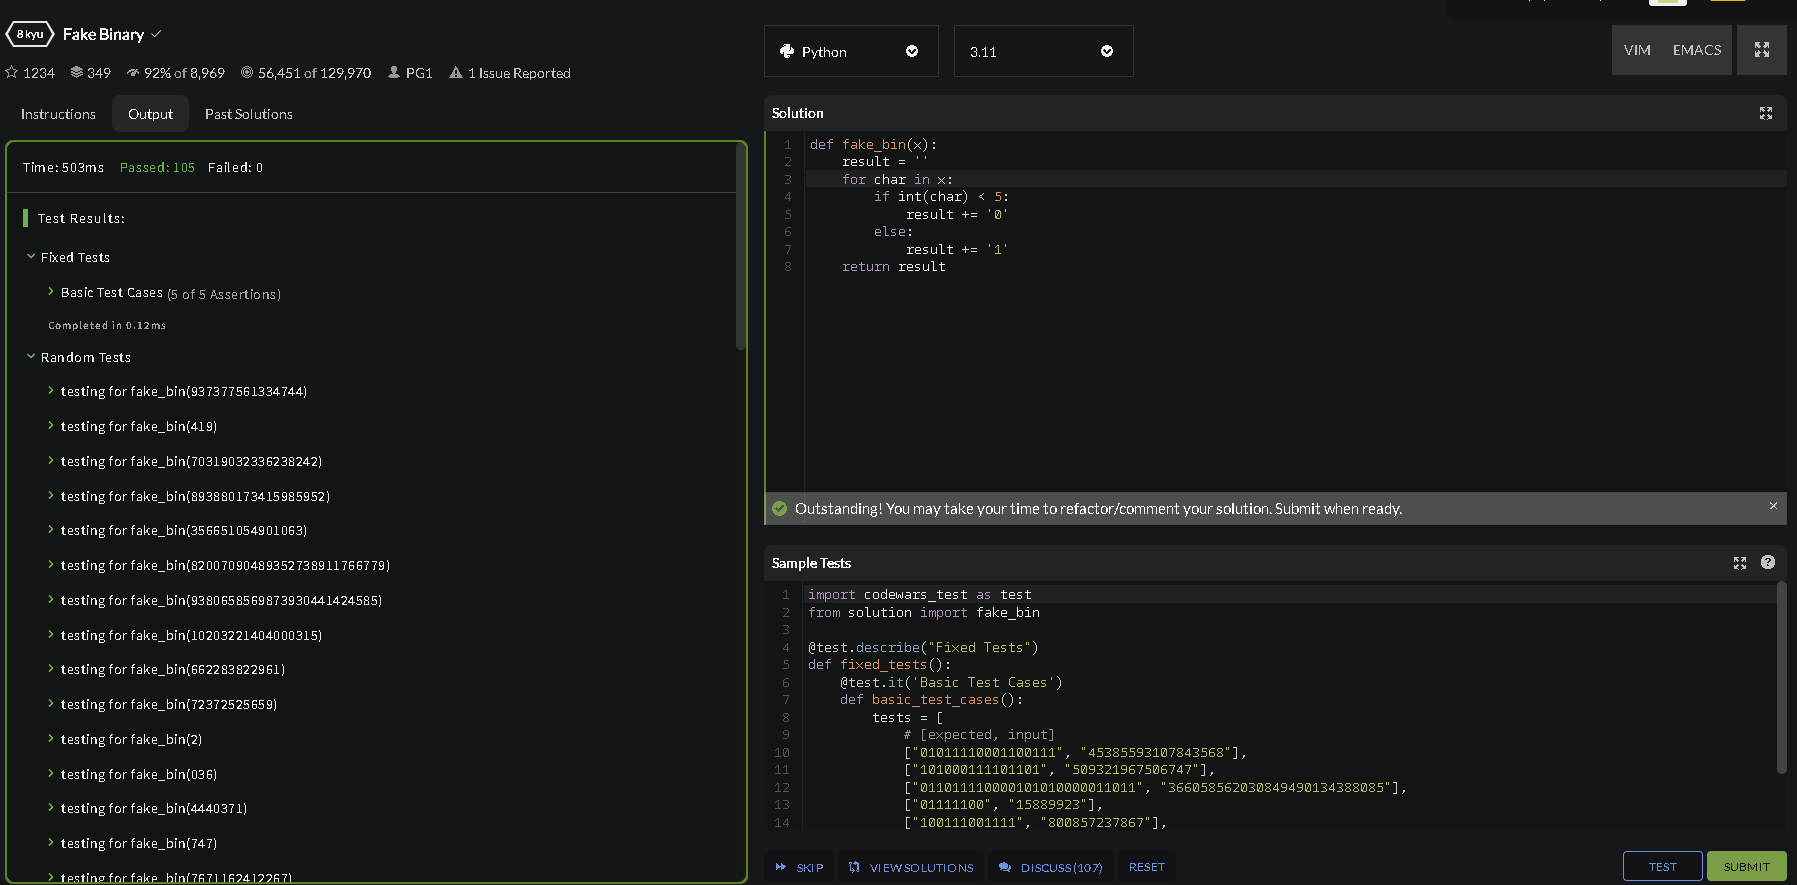 8 kyu Fake Binary
1234 349 92% of 8,969 56,451 of 129,970 PG1 1 Issue Reported
Instructions Output Past Solutions
Time: 503ms Passed: 105 Failed: 0
Test Results:
Fixed Tests
Basic Test Cases (5 of 5 Assertions)
Completed in 0.12ms
Random Tests
testing for fake_bin(937377561334744)
testing for fake_bin(419)
testing for fake_bin(70319032336238242)
testing for fake_bin(893880173415985952)
testing for fake_bin(356651054901063)
testing for fake_bin(82007090489352738911766779)
testing for fake_bin(9380658569873930441424585)
testing for fake_bin(10203221404000315)
testing for fake_bin(662283822961)
testing for fake_bin(72372525659)
testing for fake_bin(2)
testing for fake_bin(036)
testing for fake_bin(4440371)
testing for fake_bin(747)
testing for fake_bin(7671162412267)
Python 3.11 VIM EMACS
Solution
1 def fake_bin(x):
2 result = ''
3 for char in x:
4 if int(char) < 5:
5 result += '0'
6 else:
7 result += '1'
8 return result
Outstanding! You may take your time to refactor/comment your solution. Submit when ready.
Sample Tests
1 import codewars_test as test
2 from solution import fake_bin
3
4 @test.describe("Fixed Tests")
5 def fixed_tests():
6 @test.it('Basic Test Cases')
7 def basic_test_cases():
8 tests = [
9 # [expected, input]
10 ["01011110001100111", "45385593107843568"],
11 ["101000111101101", "509321967506747"],
12 ["011011110000101010000011011", "366058562030849490134388085"],
13 ["01111100", "15889923"],
14 ["100111001111", "800857237867"],
SKIP VIEW SOLUTIONS DISCUSS (107) RESET TEST SUBMIT